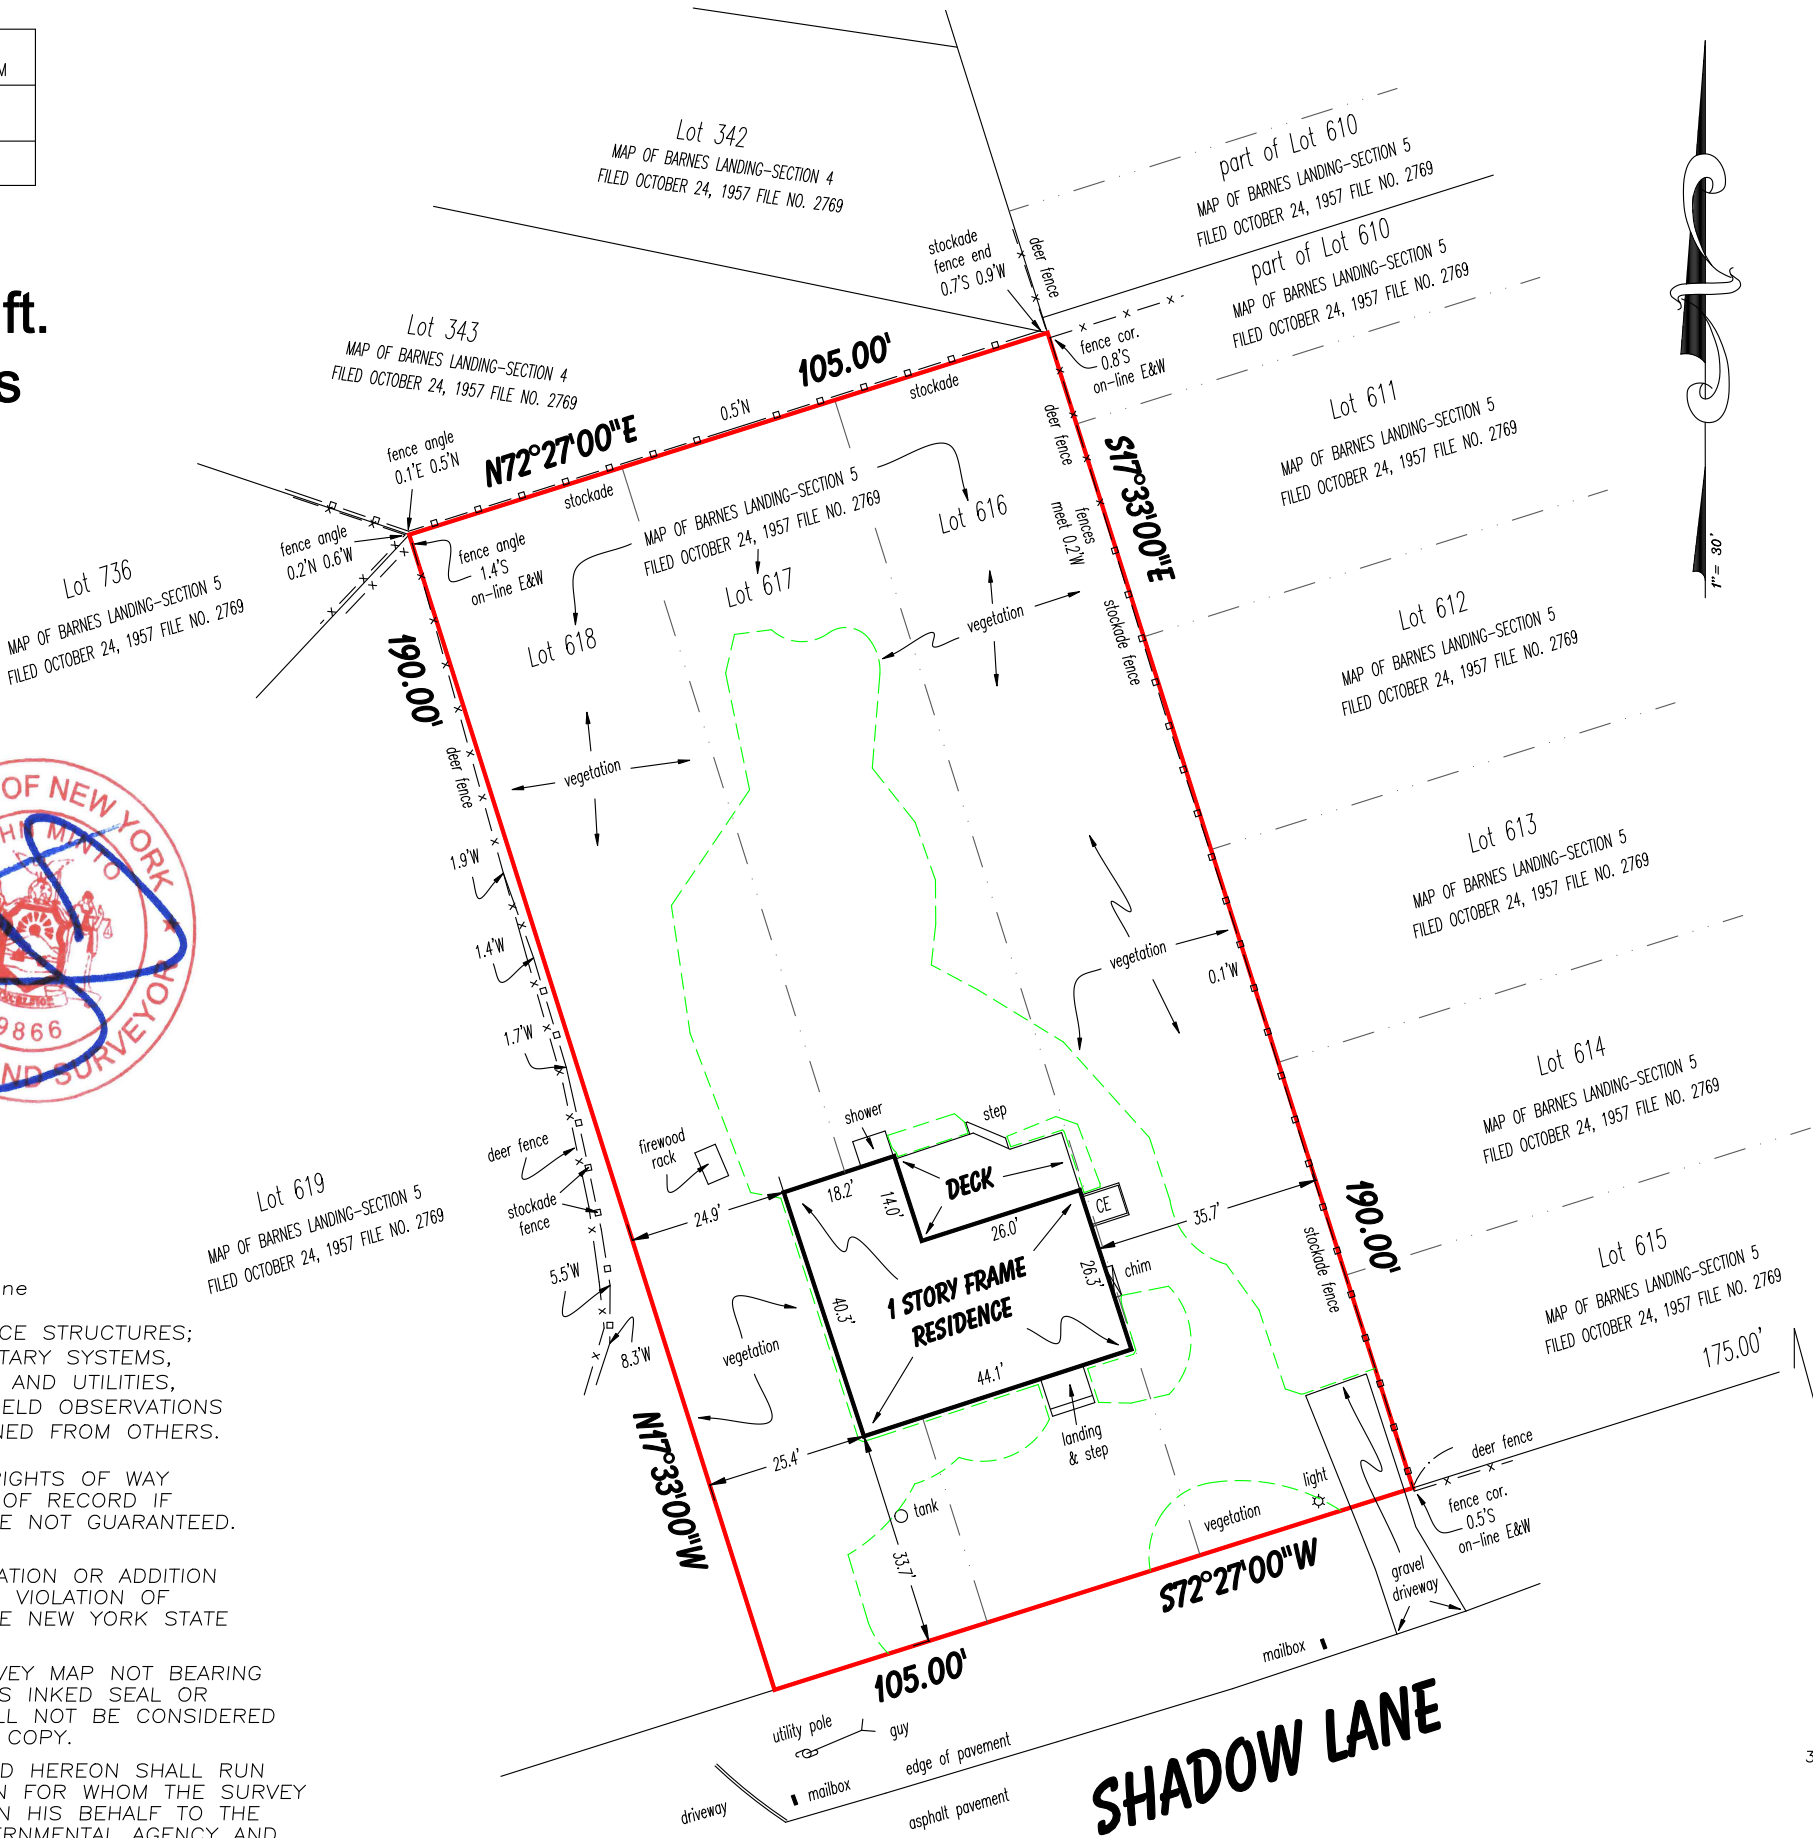 M
ft.
s
Lot 342
MAP OF BARNES LANDING-SECTION 4
FILED OCTOBER 24, 1957 FILE NO. 2769
part of Lot 610
MAP OF BARNES LANDING-SECTION 5
FILED OCTOBER 24, 1957 FILE NO. 2769
part of Lot 610
MAP OF BARNES LANDING-SECTION 5
FILED OCTOBER 24, 1957 FILE NO. 2769
stockade
fence end
0.7'S 0.9'W
deer fence
fence cor.
0.8'S
on-line E&W
Lot 343
MAP OF BARNES LANDING-SECTION 4
FILED OCTOBER 24, 1957 FILE NO. 2769
105.00'
N72°27'00"E
0.5'N
stockade
stockade
fence angle
0.1'E 0.5'N
fence angle
0.2'N 0.6'W
fence angle
1.4'S
on-line E&W
Lot 736
MAP OF BARNES LANDING-SECTION 5
FILED OCTOBER 24, 1957 FILE NO. 2769
Lot 611
MAP OF BARNES LANDING-SECTION 5
FILED OCTOBER 24, 1957 FILE NO. 2769
S17°33'00"E
deer fence
fences
meet 0.2'W
stockade fence
1"= 30'
MAP OF BARNES LANDING-SECTION 5
FILED OCTOBER 24, 1957 FILE NO. 2769
Lot 616
Lot 617
Lot 618
vegetation
vegetation
190.00'
deer fence
Lot 612
MAP OF BARNES LANDING-SECTION 5
FILED OCTOBER 24, 1957 FILE NO. 2769
Lot 613
MAP OF BARNES LANDING-SECTION 5
FILED OCTOBER 24, 1957 FILE NO. 2769
OF NEW YORK
HN MINTO
EXCELSIOR
9866
ND SURVEYOR
1.9'W
1.4'W
1.7'W
vegetation
0.1'W
Lot 614
MAP OF BARNES LANDING-SECTION 5
FILED OCTOBER 24, 1957 FILE NO. 2769
deer fence
stockade
fence
5.5'W
8.3'W
firewood
rack
shower
step
DECK
18.2'
14.0'
26.0'
CE
24.9'
35.7'
26.3'
chim
40.3'
1 STORY FRAME
RESIDENCE
44.1'
vegetation
25.4'
33.7'
tank
landing
& step
190.00'
stockade fence
Lot 619
MAP OF BARNES LANDING-SECTION 5
FILED OCTOBER 24, 1957 FILE NO. 2769
Lot 615
MAP OF BARNES LANDING-SECTION 5
FILED OCTOBER 24, 1957 FILE NO. 2769
175.00'
deer fence
fence cor.
0.5'S
on-line E&W
light
vegetation
gravel
driveway
N17°33'00"W
S72°27'00"W
105.00'
mailbox
utility pole
guy
edge of pavement
mailbox
driveway
asphalt pavement
SHADOW LANE
3
ne
CE STRUCTURES;
TARY SYSTEMS,
AND UTILITIES,
ELD OBSERVATIONS
NED FROM OTHERS.
RIGHTS OF WAY
OF RECORD IF
E NOT GUARANTEED.
ATION OR ADDITION
VIOLATION OF
E NEW YORK STATE
VEY MAP NOT BEARING
S INKED SEAL OR
LL NOT BE CONSIDERED
COPY.
D HEREON SHALL RUN
N FOR WHOM THE SURVEY
N HIS BEHALF TO THE
ERNMENTAL AGENCY AND